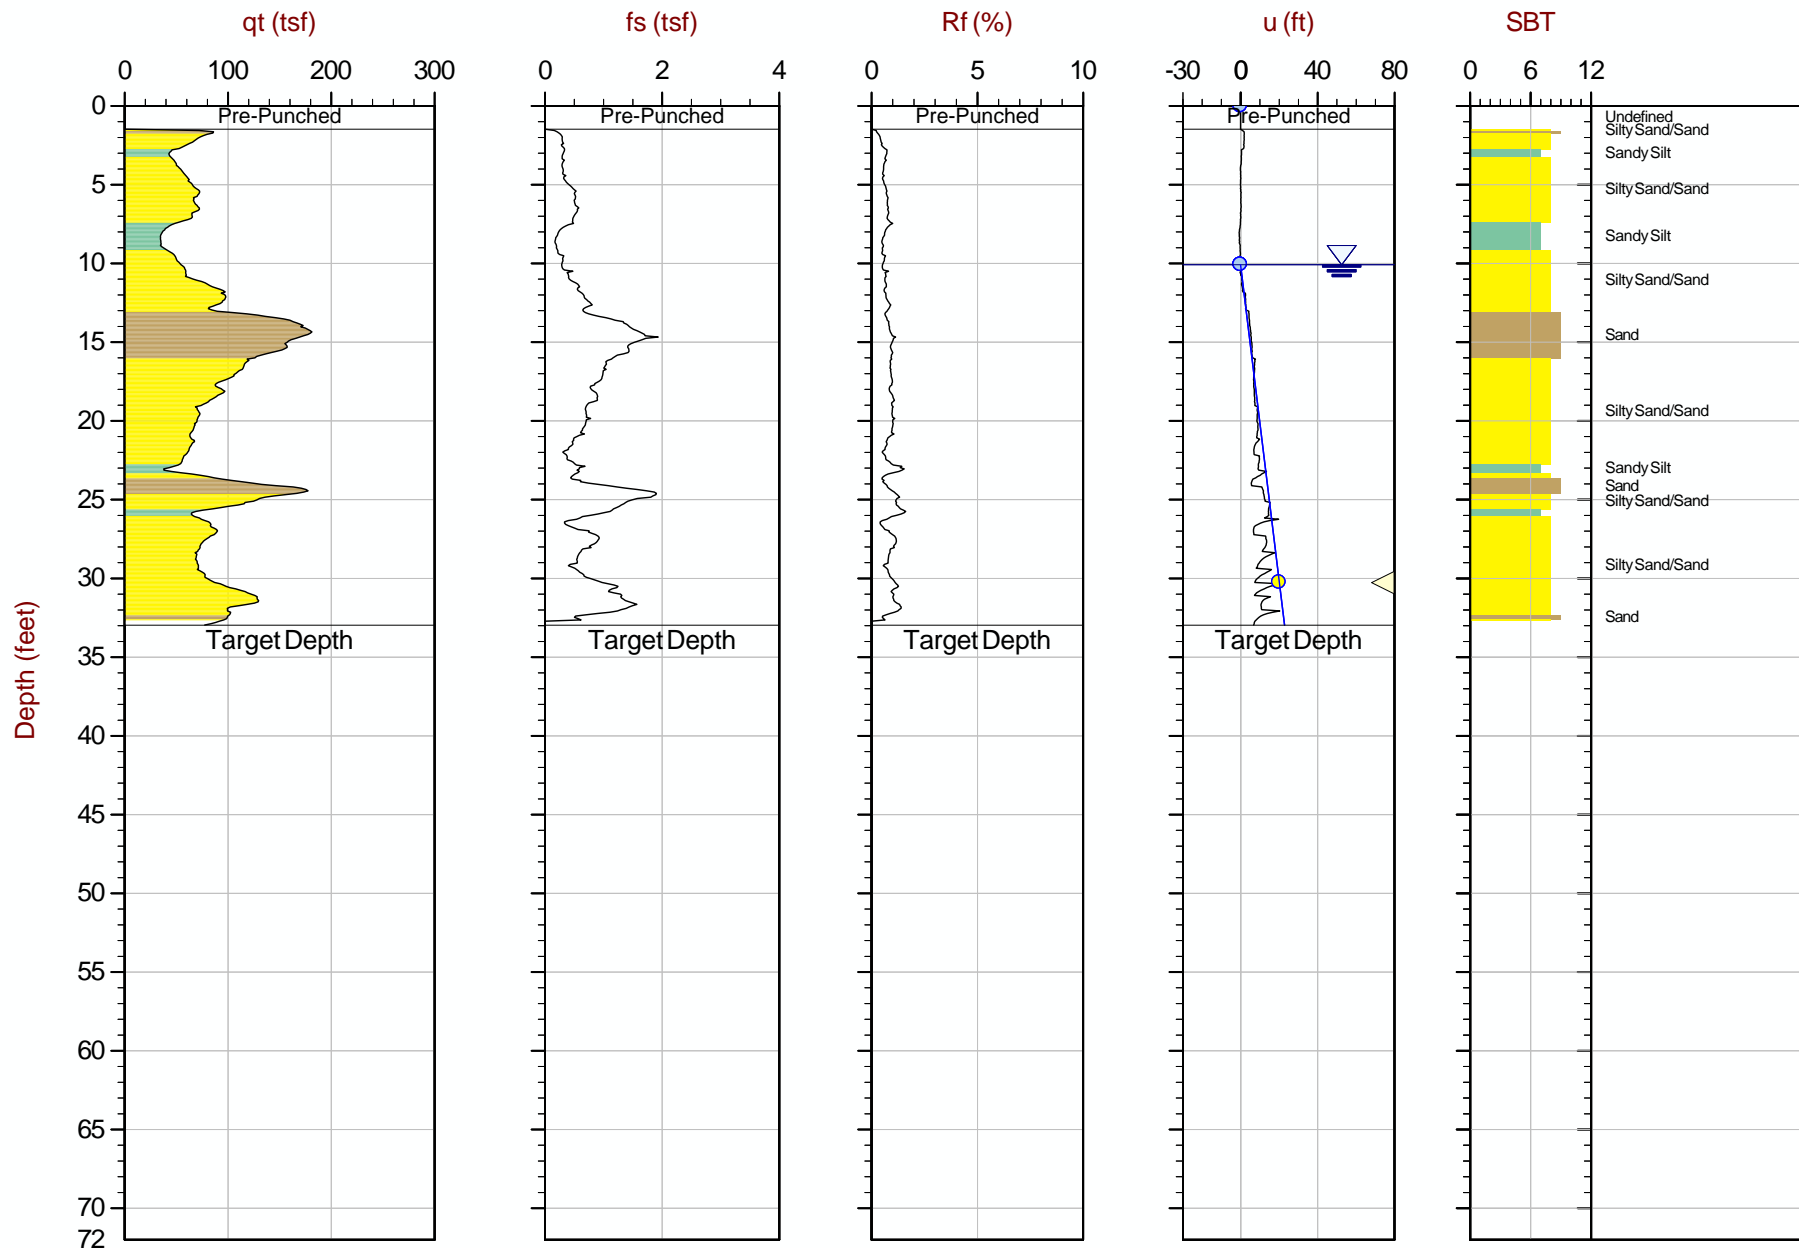 qt (tsf) fs (tsf) Rf (%) u (ft) SBT
0 100 200 300 0 2 4 0 5 10 -30 0 40 80 0 6 12
0
Pre-Punched Pre-Punched Pre-Punched Pre-Punched
Undefined
Silty Sand/Sand
Sandy Silt
5
Silty Sand/Sand
Sandy Silt
10
Silty Sand/Sand
Sand
15
Silty Sand/Sand
20
Sandy Silt
Sand
25
Silty Sand/Sand
Silty Sand/Sand
30
Sand
Target Depth Target Depth Target Depth Target Depth
35
Depth (feet)
40
45
50
55
60
65
70
72